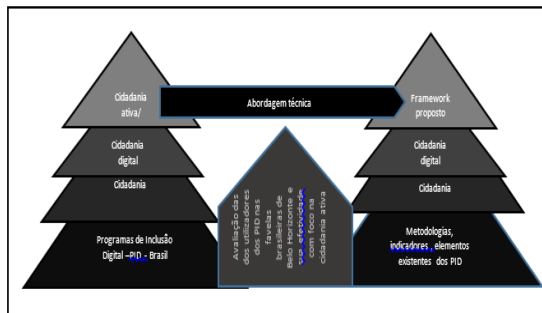 Cidadania
ativa/
Cidadania
digital
Cidadania
Programas de Inclusão
Digital –PID - Brasil
Abordagem técnica
Avaliação das
dos utilizadores
dos PID nas
favelas
brasileiras de
Belo Horizonte e
sua efetividade
com foco na
cidadania ativa
Framework
proposto
Cidadania
digital
Cidadania
Metodologias,
indicadores , elementos
existentes dos PID